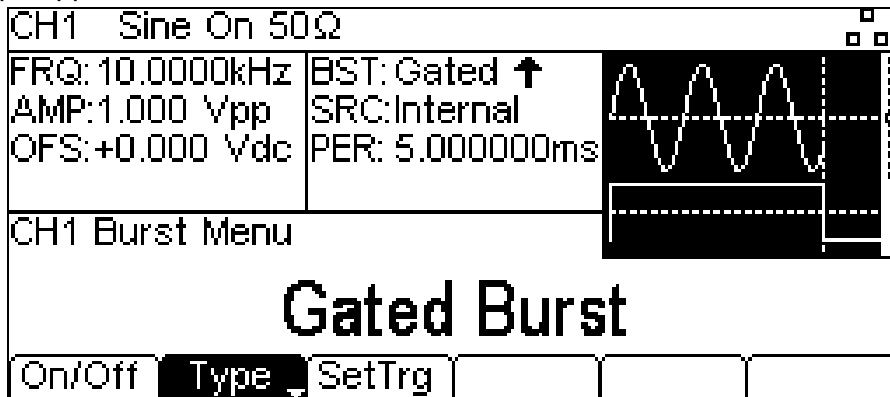 CH1 Sine On 50Ω
FRQ:10.0000kHz
AMP:1.000 Vpp
OFS:+0.000 Vdc
BST:Gated ↑
SRC:Internal
PER: 5.000000ms
CH1 Burst Menu
Gated Burst
On/Off Type SetTrg